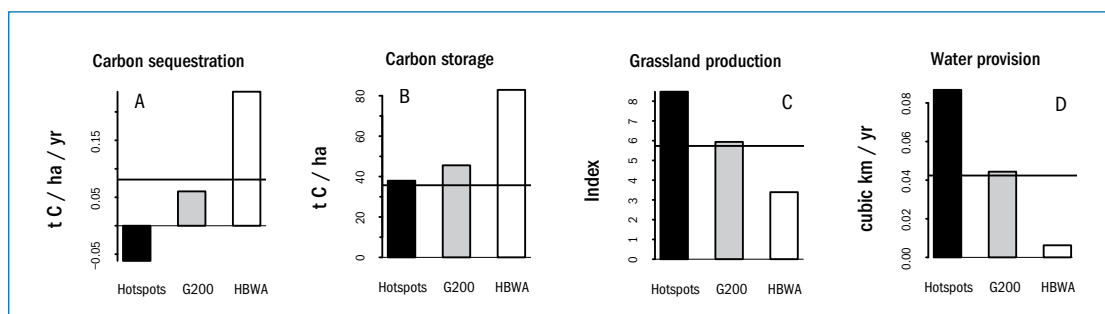 Carbon sequestration
A
t C / ha / yr
0.15
0.05
−0.05
Hotspots G200 HBWA
Carbon storage
B
t C / ha
80
60
40
20
0
Hotspots G200 HBWA
Grassland production
C
Index
8
7
6
5
4
3
2
1
0
Hotspots G200 HBWA
Water provision
D
cubic km / yr
0.08
0.06
0.04
0.02
0.00
Hotspots G200 HBWA